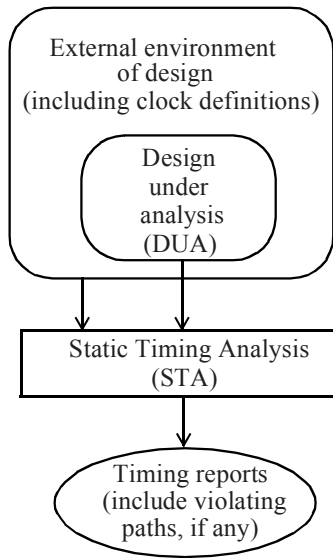 External environment
of design
(including clock definitions)
Design
under
analysis
(DUA)
Static Timing Analysis
(STA)
Timing reports
(include violating
paths, if any)